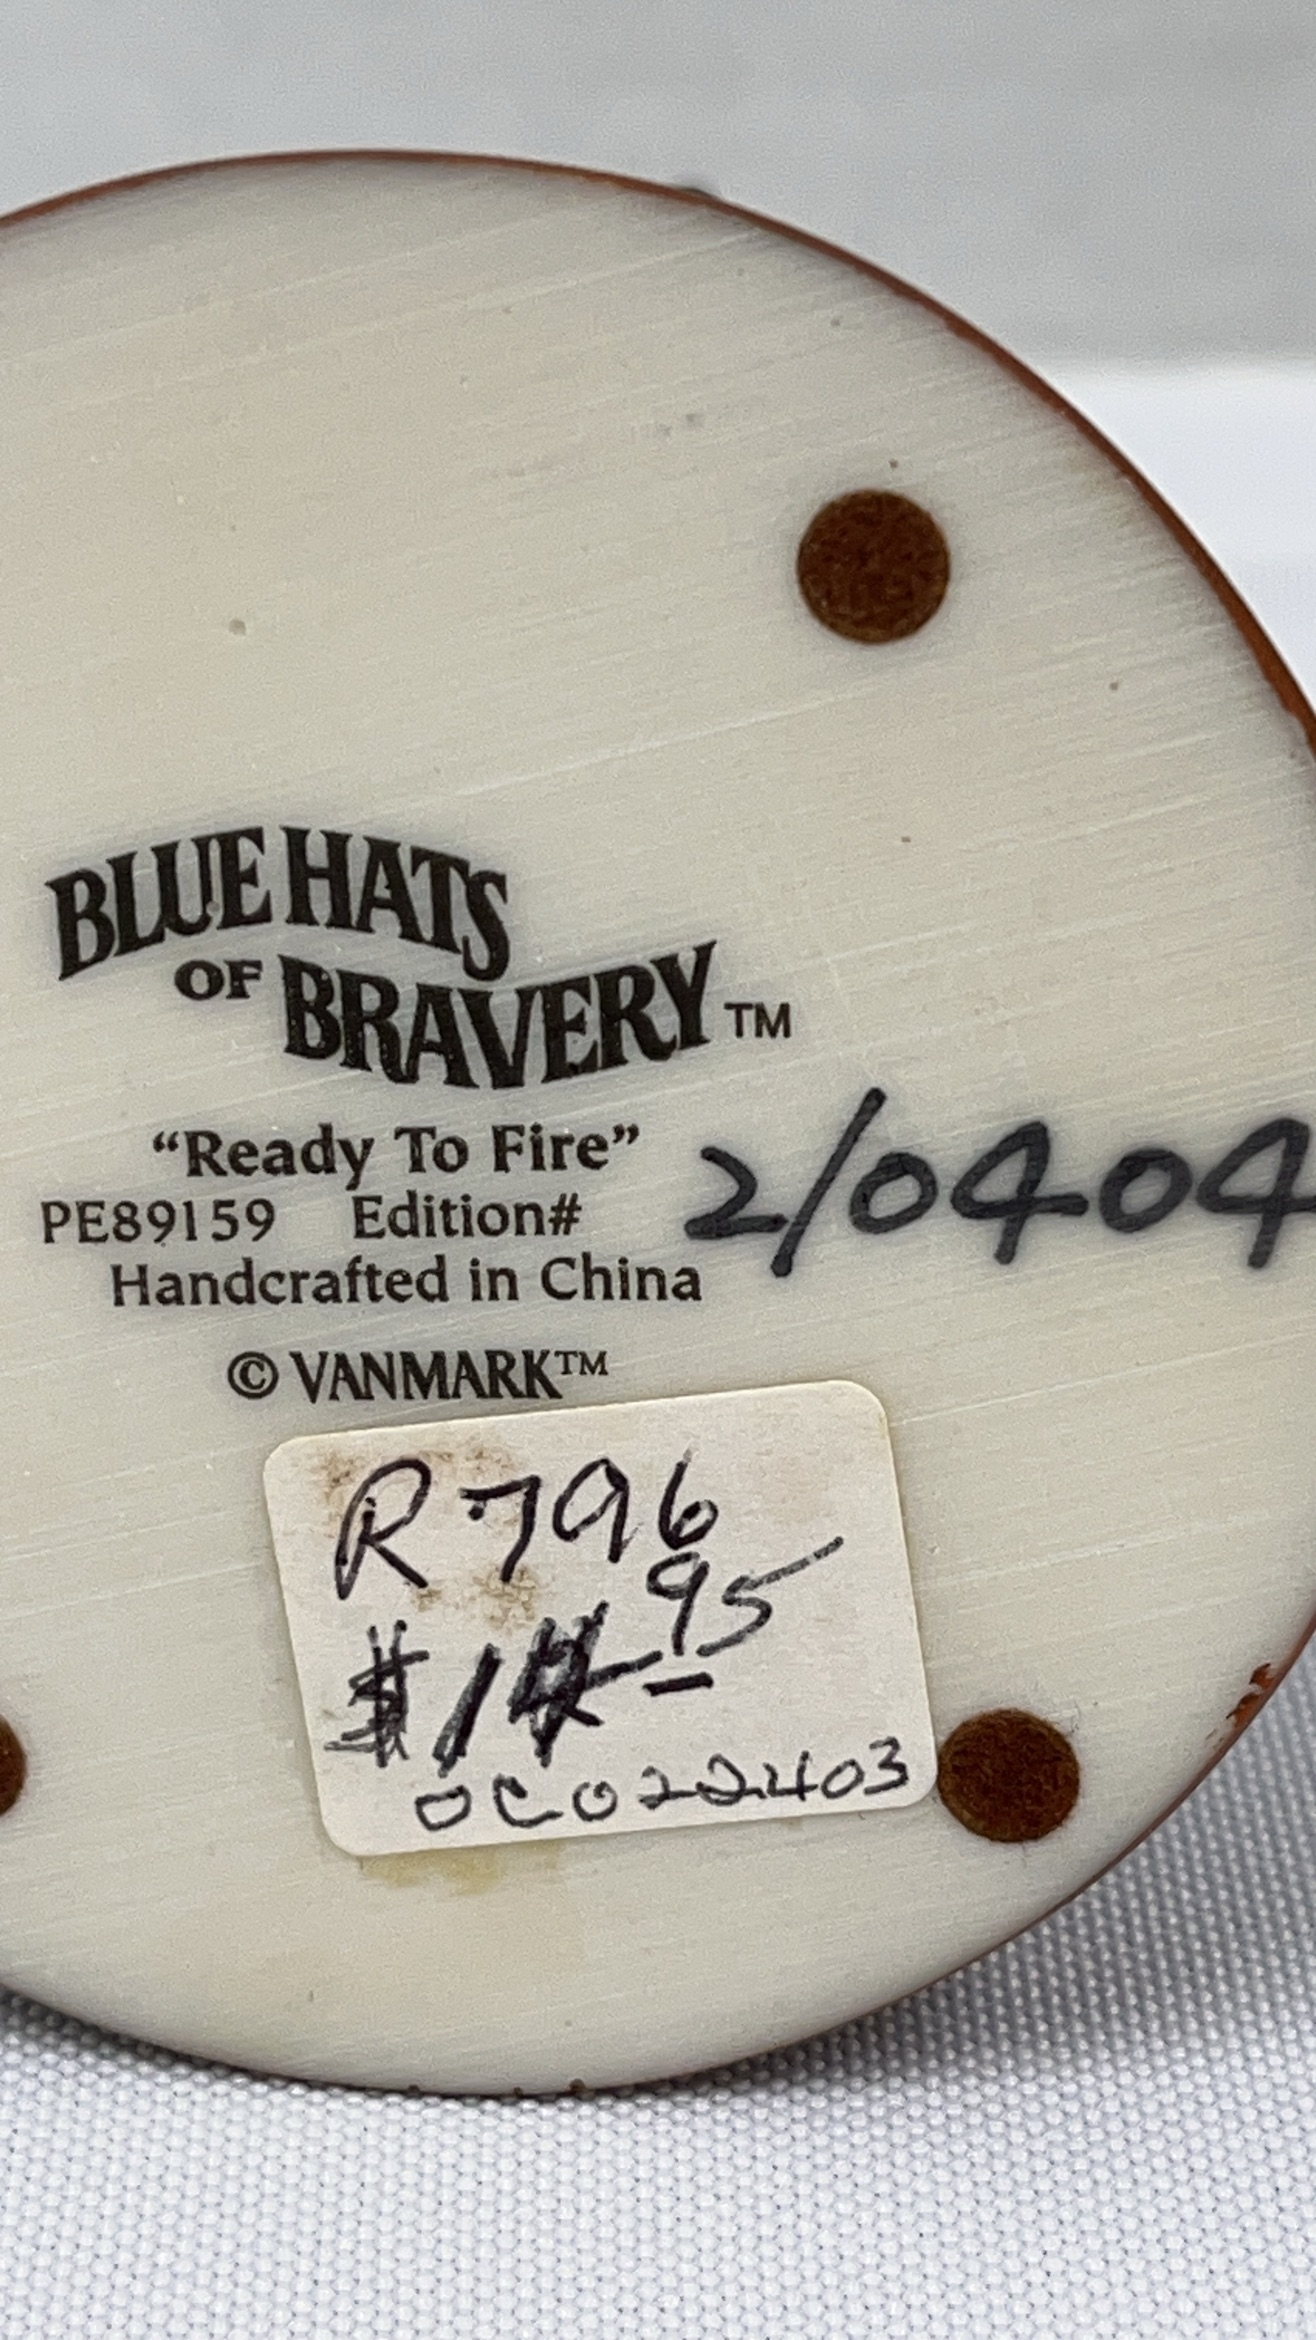 BLUE HATS
OF BRAVERY™
“Ready To Fire”
PE89159 Edition# 2/0404
Handcrafted in China
© VANMARK™
R796
95
OC022403